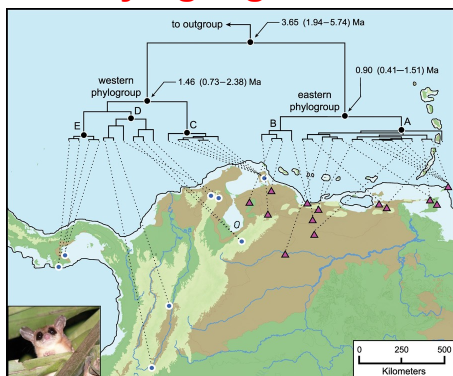 to outgroup
3.65 (1.94–5.74) Ma
western
phylogroup
1.46 (0.73–2.38) Ma
0.90 (0.41–1.51) Ma
eastern
phylogroup
E
D
C
B
A
0 250 500
Kilometers